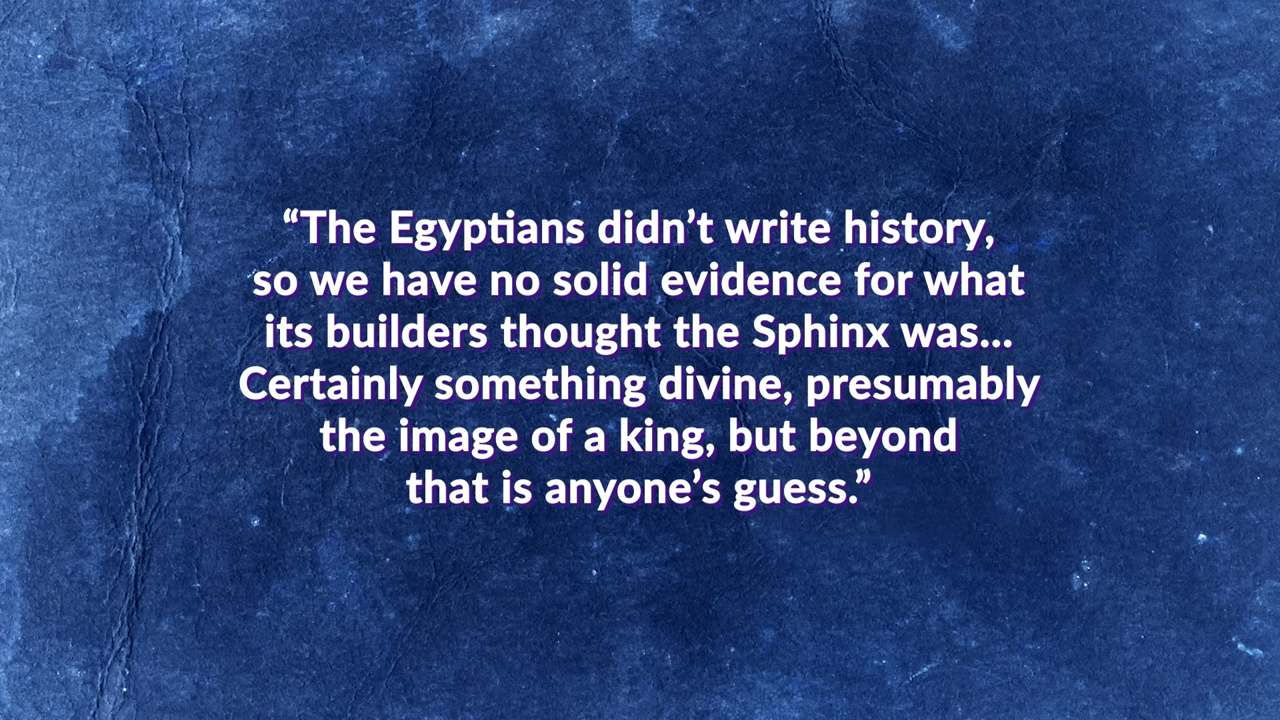 “The Egyptians didn’t write history,
so we have no solid evidence for what
its builders thought the Sphinx was...
Certainly something divine, presumably
the image of a king, but beyond
that is anyone’s guess.”